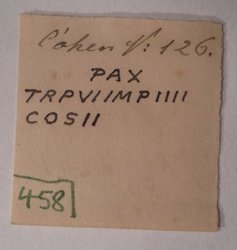 Cohen V: 126.
PAX
TRPVIIMPIIII
COSII
458